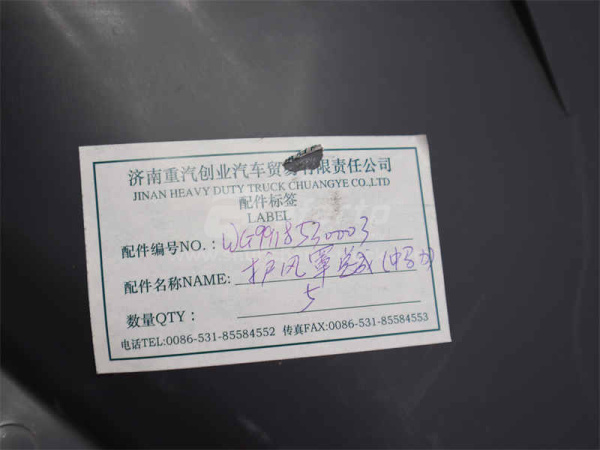 济南重汽创业汽车贸易有限责任公司
JINAN HEAVY DUTY TRUCK CHUANGYE CO.,LTD
配件标签
LABEL
配件编号NO.: WG9918530003
配件名称NAME: 护风罩总成
数量QTY: 5
电话TEL:0086-531-85584552 传真FAX:0086-531-85584553